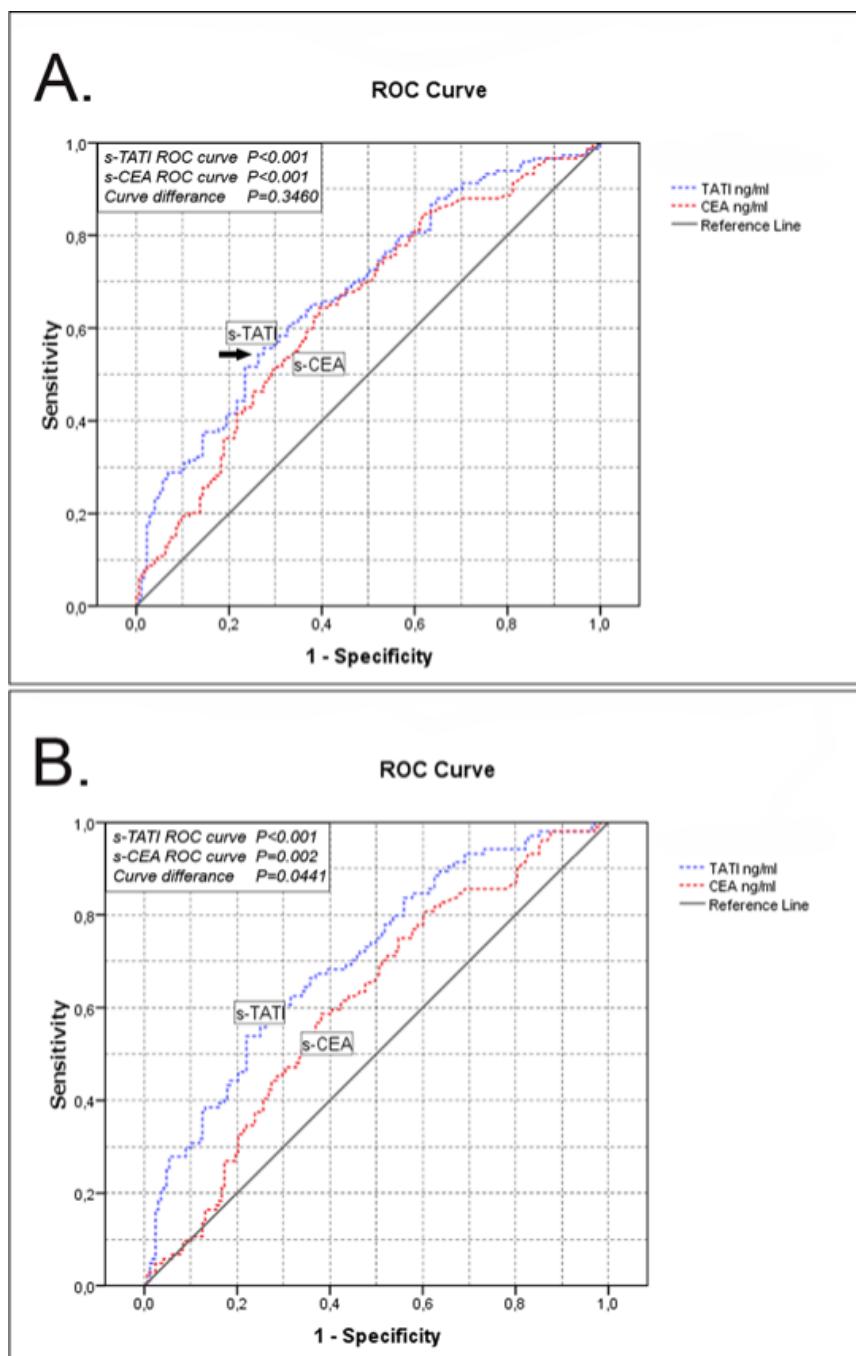 A.
ROC Curve
s-TATI ROC curve P<0.001
s-CEA ROC curve P<0.001
Curve differance P=0.3460
TATI ng/ml
CEA ng/ml
Reference Line
s-TATI
s-CEA
Sensitivity
1,0
0,8
0,6
0,4
0,2
0,0
0,0 0,2 0,4 0,6 0,8 1,0
1 - Specificity
B.
ROC Curve
s-TATI ROC curve P<0.001
s-CEA ROC curve P=0.002
Curve differance P=0.0441
TATI ng/ml
CEA ng/ml
Reference Line
s-TATI
s-CEA
Sensitivity
1,0
0,8
0,6
0,4
0,2
0,0
0,0 0,2 0,4 0,6 0,8 1,0
1 - Specificity